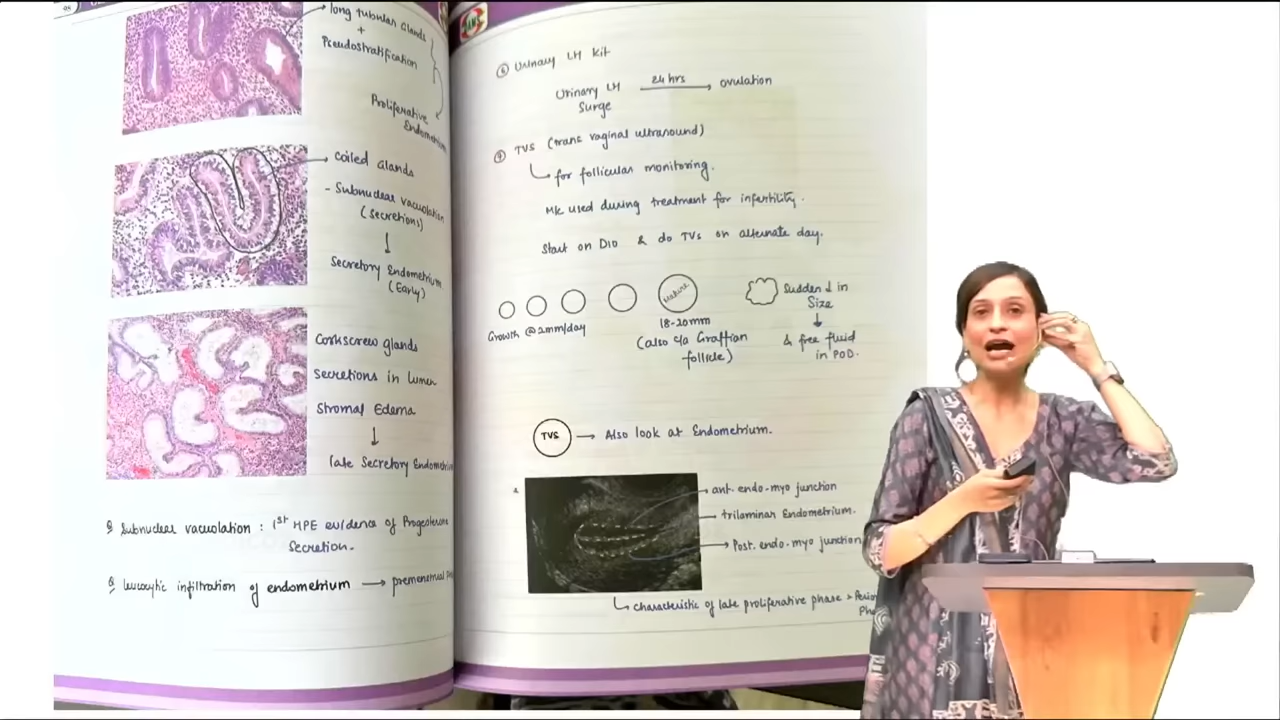 long tubular Glands
+
Pseudostratification
Proliferative
Endometrium
Coiled Glands
- Subnuclear vacuolation
(secretions)
Secretory Endometrium
(Early)
Corkscrew glands
secretions in lumen
Stromal Edema
late Secretory Endometri
Subnuclear vacuolation : 1st HPE evidence of Progesterone
Secretion.
leucocytic infiltration of endometrium → premenstrual
⑥ Urinary LH Kit
Urinary LH Surge 24 hrs → ovulation
⑦ TVS (trans vaginal ultrasound)
for follicular monitoring.
Mc used during treatment for infertility.
Start on D10 & do TVS on alternate day.
Growth @ 2mm/day
Mature
18-20mm
(also c/a Graffian
follicle)
Sudden ↓ in
Size
↓
& free fluid
in POD.
TVS → Also look at Endometrium.
ant. endo-myo junction
trilaminar Endometrium.
Post. endo-myo junction
characteristic of late proliferative phase >